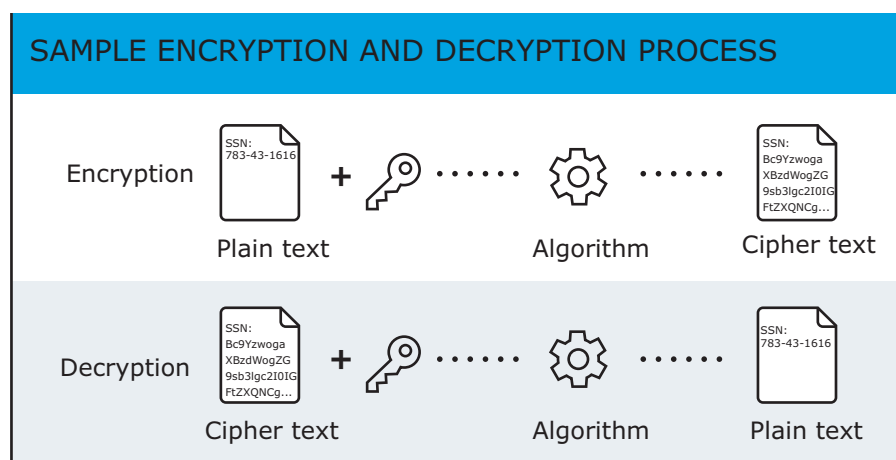 SAMPLE ENCRYPTION AND DECRYPTION PROCESS
Encryption
SSN:
783-43-1616
+
SSN:
Bc9Yzwoga
XBzdWogZG
9sb3lgc2I0IG
FtZXQNCg...
Plain text
Algorithm
Cipher text
Decryption
SSN:
Bc9Yzwoga
XBzdWogZG
9sb3lgc2I0IG
FtZXQNCg...
+
SSN:
783-43-1616
Cipher text
Algorithm
Plain text